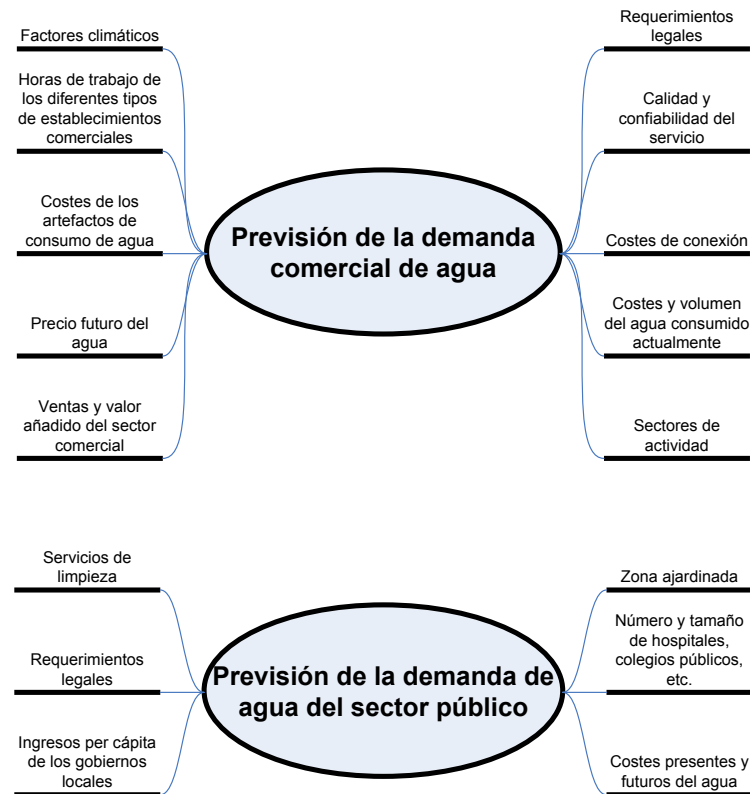 Factores climáticos
Horas de trabajo de
los diferentes tipos
de establecimientos
comerciales
Costes de los
artefactos de
consumo de agua
Precio futuro del
agua
Ventas y valor
añadido del sector
comercial
Previsión de la demanda
comercial de agua
Requerimientos
legales
Calidad y
confiabilidad del
servicio
Costes de conexión
Costes y volumen
del agua consumido
actualmente
Sectores de
actividad
Servicios de
limpieza
Requerimientos
legales
Ingresos per cápita
de los gobiernos
locales
Previsión de la demanda de
agua del sector público
Zona ajardinada
Número y tamaño
de hospitales,
colegios públicos,
etc.
Costes presentes y
futuros del agua